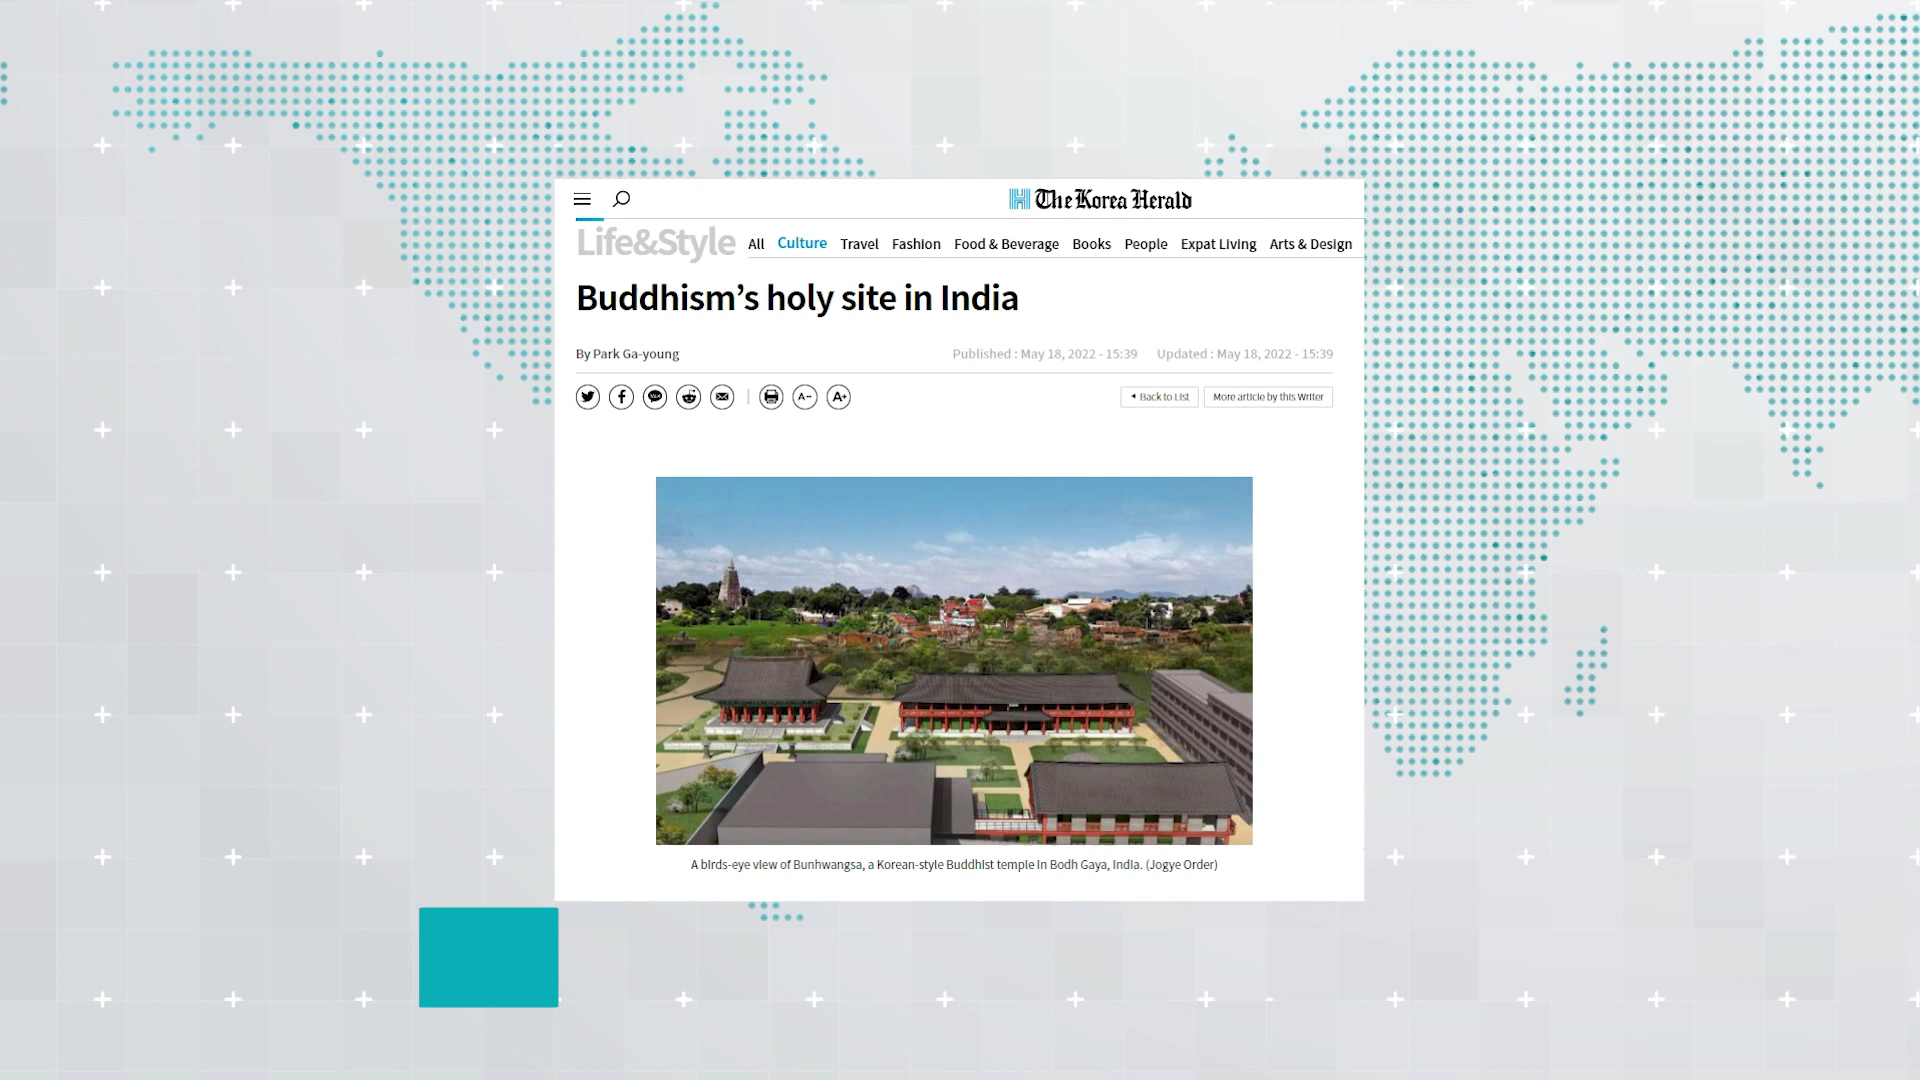 The Korea Herald
Life&Style All Culture Travel Fashion Food & Beverage Books People Expat Living Arts & Design
Buddhism’s holy site in India
By Park Ga-young Published : May 18, 2022 - 15:39 Updated : May 18, 2022 - 15:39
A- A+ Back to List More article by this Writer
A birds-eye view of Bunhwangsa, a Korean-style Buddhist temple in Bodh Gaya, India. (Jogye Order)